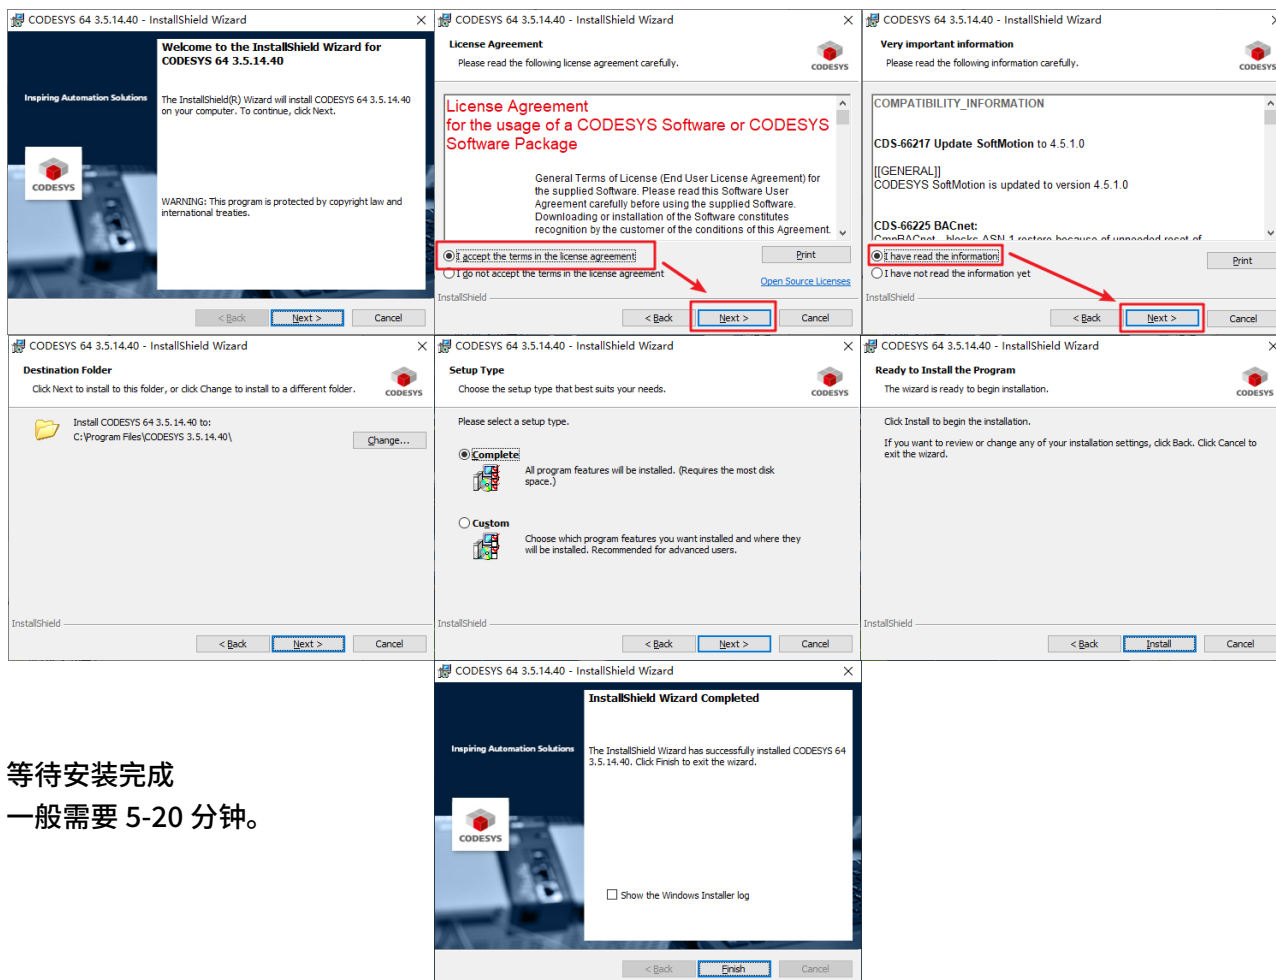 CODESYS 64 3.5.14.40 - InstallShield Wizard
Welcome to the InstallShield Wizard for
CODESYS 64 3.5.14.40
Inspiring Automation Solutions
The InstallShield(R) Wizard will install CODESYS 64 3.5.14.40
on your computer. To continue, click Next.
CODESYS
WARNING: This program is protected by copyright law and
international treaties.
< Back
Next >
Cancel
CODESYS 64 3.5.14.40 - InstallShield Wizard
License Agreement
Please read the following license agreement carefully.
CODESYS
License Agreement
for the usage of a CODESYS Software or CODESYS
Software Package
General Terms of License (End User License Agreement) for
the supplied Software. Please read this Software User
Agreement carefully before using the supplied Software.
Downloading or installation of the Software constitutes
recognition by the customer of the conditions of this Agreement.
I accept the terms in the license agreement
Print
I do not accept the terms in the license agreement
Open Source Licenses
InstallShield
< Back
Next >
Cancel
CODESYS 64 3.5.14.40 - InstallShield Wizard
Very important information
Please read the following information carefully.
CODESYS
COMPATIBILITY_INFORMATION
CDS-66217 Update SoftMotion to 4.5.1.0
[[GENERAL]]
CODESYS SoftMotion is updated to version 4.5.1.0
CDS-66225 BACnet:
CmpBACnet - blocks ASN.1 restore because of unneeded reset of
I have read the information
Print
I have not read the information yet
InstallShield
< Back
Next >
Cancel
CODESYS 64 3.5.14.40 - InstallShield Wizard
Destination Folder
Click Next to install to this folder, or click Change to install to a different folder.
CODESYS
Install CODESYS 64 3.5.14.40 to:
C:\Program Files\CODESYS 3.5.14.40\
Change...
InstallShield
< Back
Next >
Cancel
CODESYS 64 3.5.14.40 - InstallShield Wizard
Setup Type
Choose the setup type that best suits your needs.
CODESYS
Please select a setup type.
Complete
All program features will be installed. (Requires the most disk
space.)
Custom
Choose which program features you want installed and where they
will be installed. Recommended for advanced users.
InstallShield
< Back
Next >
Cancel
CODESYS 64 3.5.14.40 - InstallShield Wizard
Ready to Install the Program
The wizard is ready to begin installation.
CODESYS
Click Install to begin the installation.
If you want to review or change any of your installation settings, click Back. Click Cancel to
exit the wizard.
InstallShield
< Back
Install
Cancel
等待安装完成
一般需要 5-20 分钟。
CODESYS 64 3.5.14.40 - InstallShield Wizard
InstallShield Wizard Completed
Inspiring Automation Solutions
The InstallShield Wizard has successfully installed CODESYS 64
3.5.14.40. Click Finish to exit the wizard.
CODESYS
Show the Windows Installer log
< Back
Finish
Cancel